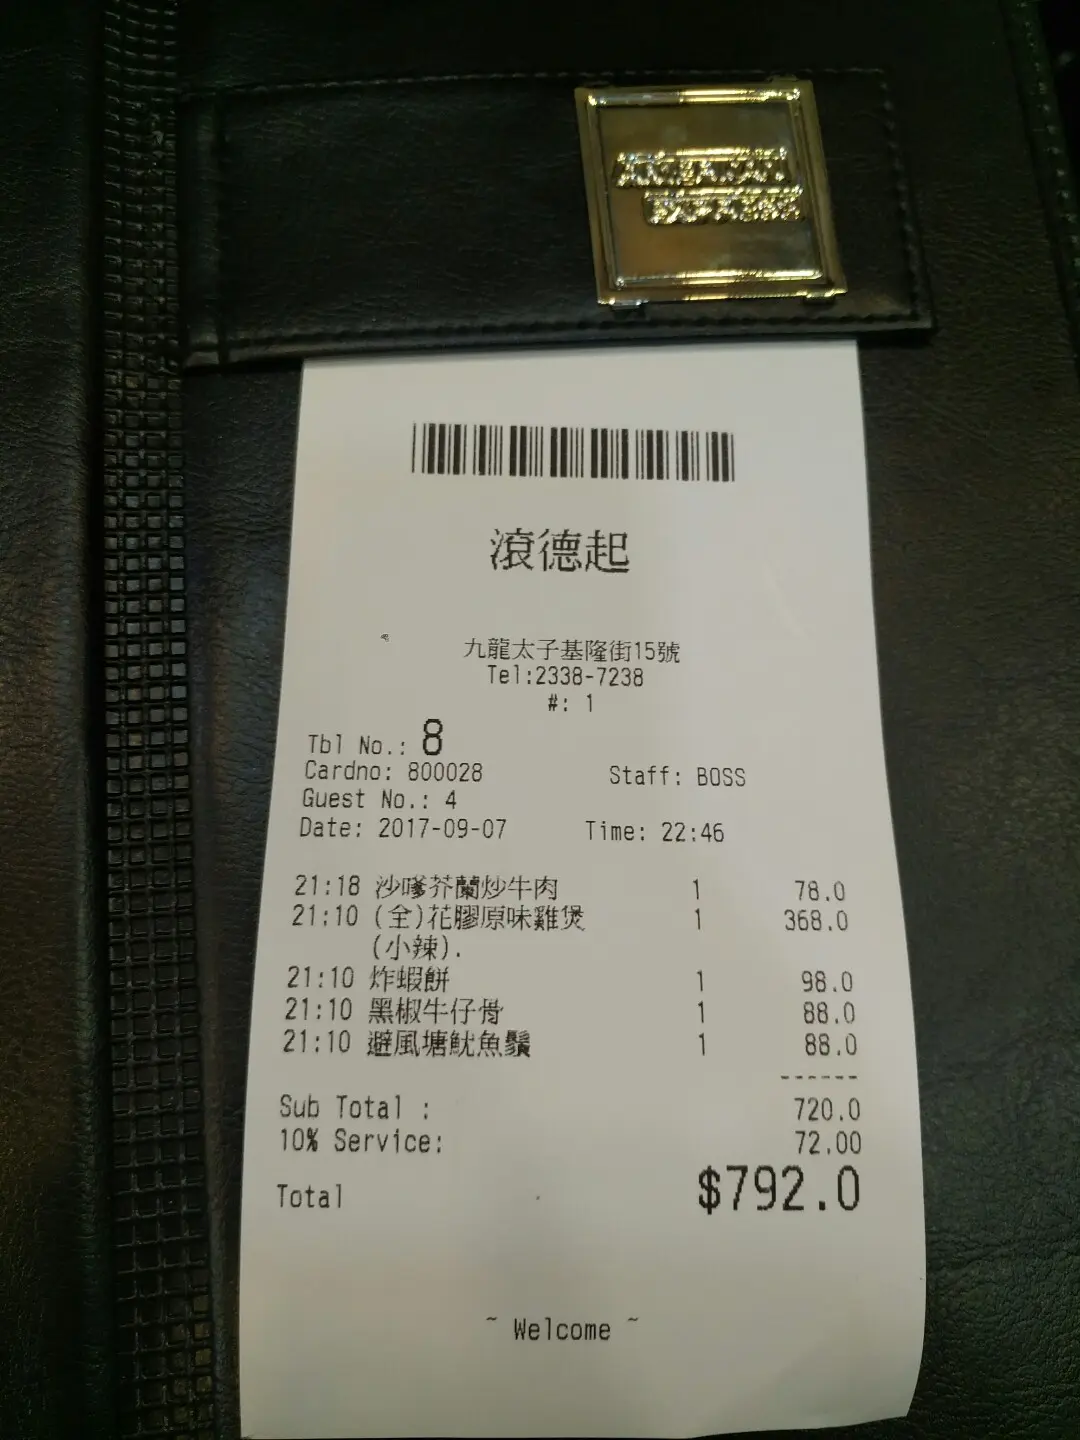 AMERICAN
EXPRESS
滾德起
九龍太子基隆街15號
Tel:2338-7238
#: 1
Tbl No.: 8
Cardno: 800028 Staff: BOSS
Guest No.: 4
Date: 2017-09-07 Time: 22:46
21:18 沙嗲芥蘭炒牛肉 1 78.0
21:10 (全)花膠原味雞煲 1 368.0
(小辣).
21:10 炸蝦餅 1 98.0
21:10 黑椒牛仔骨 1 88.0
21:10 避風塘魷魚鬚 1 88.0
------
Sub Total : 720.0
10% Service: 72.00
Total $792.0
~ Welcome ~